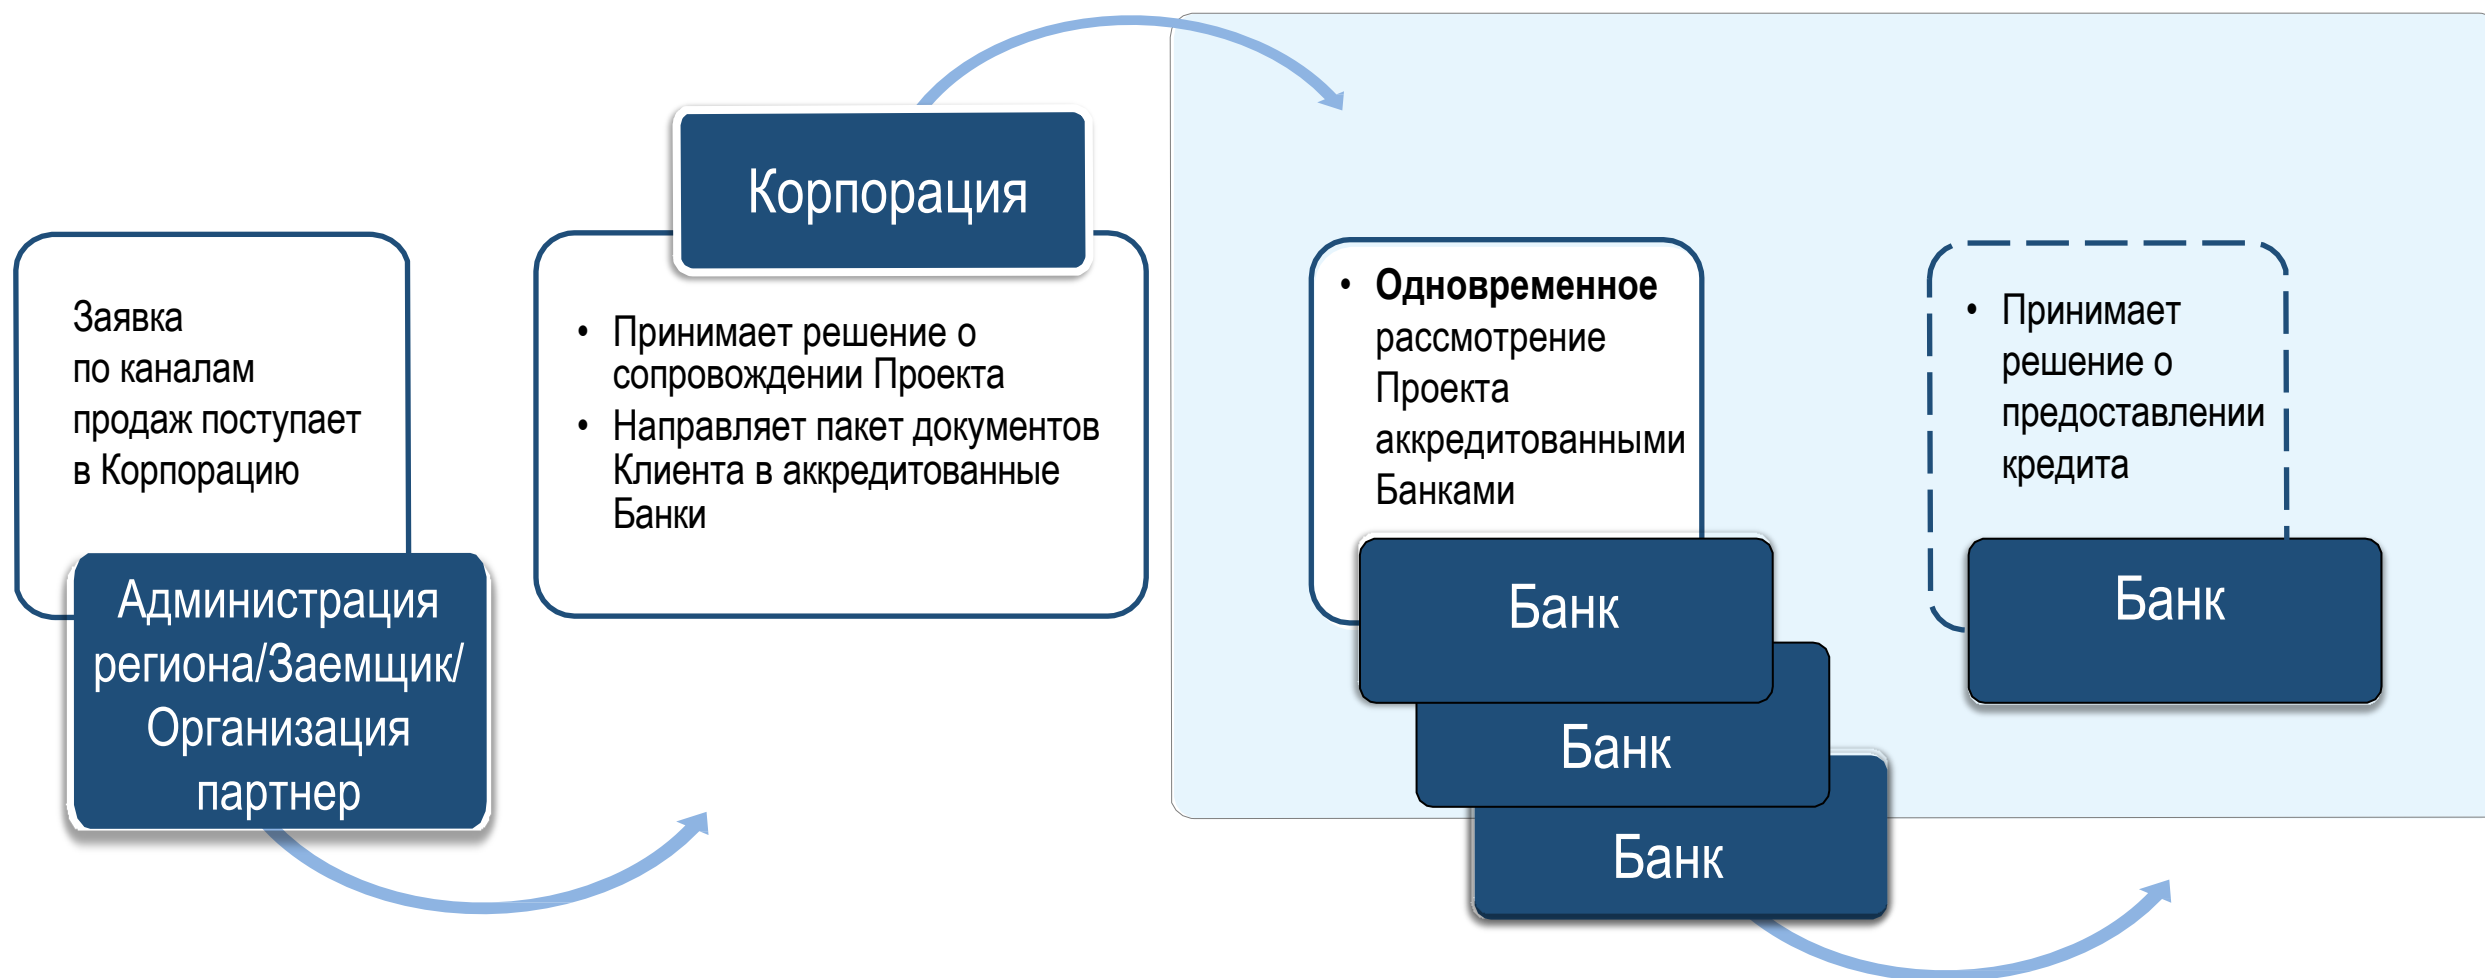 Заявка
по каналам
продаж поступает
в Корпорацию
Администрация
региона/Заемщик/
Организация
партнер
Корпорация
• Принимает решение о
сопровождении Проекта
• Направляет пакет документов
Клиента в аккредитованные
Банки
• Одновременное
рассмотрение
Проекта
аккредитованными
Банками
Банк
Банк
Банк
• Принимает
решение о
предоставлении
кредита
Банк